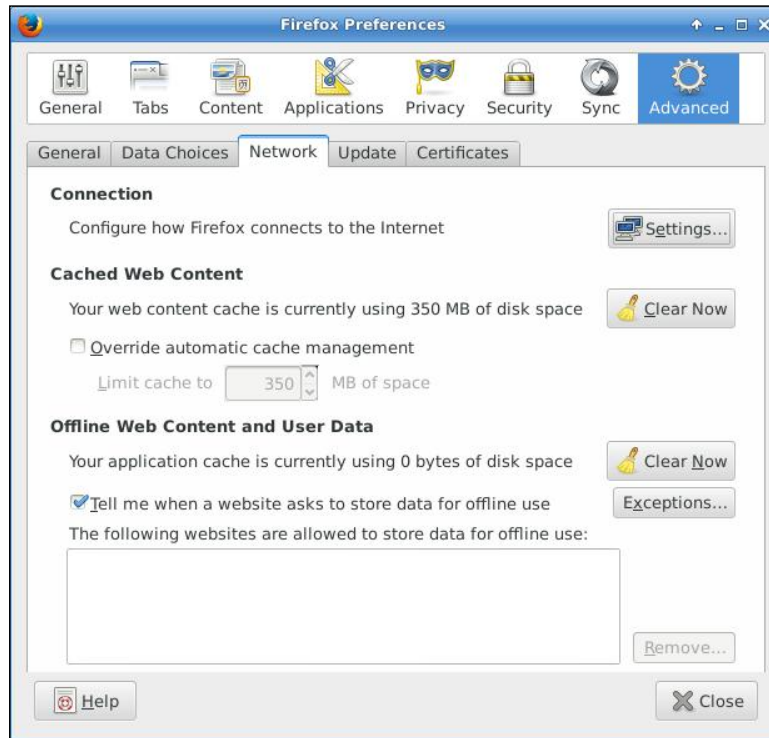 Firefox Preferences
General Tabs Content Applications Privacy Security Sync Advanced
General Data Choices Network Update Certificates
Connection
Configure how Firefox connects to the Internet Settings...
Cached Web Content
Your web content cache is currently using 350 MB of disk space Clear Now
Override automatic cache management
Limit cache to 350 MB of space
Offline Web Content and User Data
Your application cache is currently using 0 bytes of disk space Clear Now
Tell me when a website asks to store data for offline use Exceptions...
The following websites are allowed to store data for offline use:
Remove...
Help Close